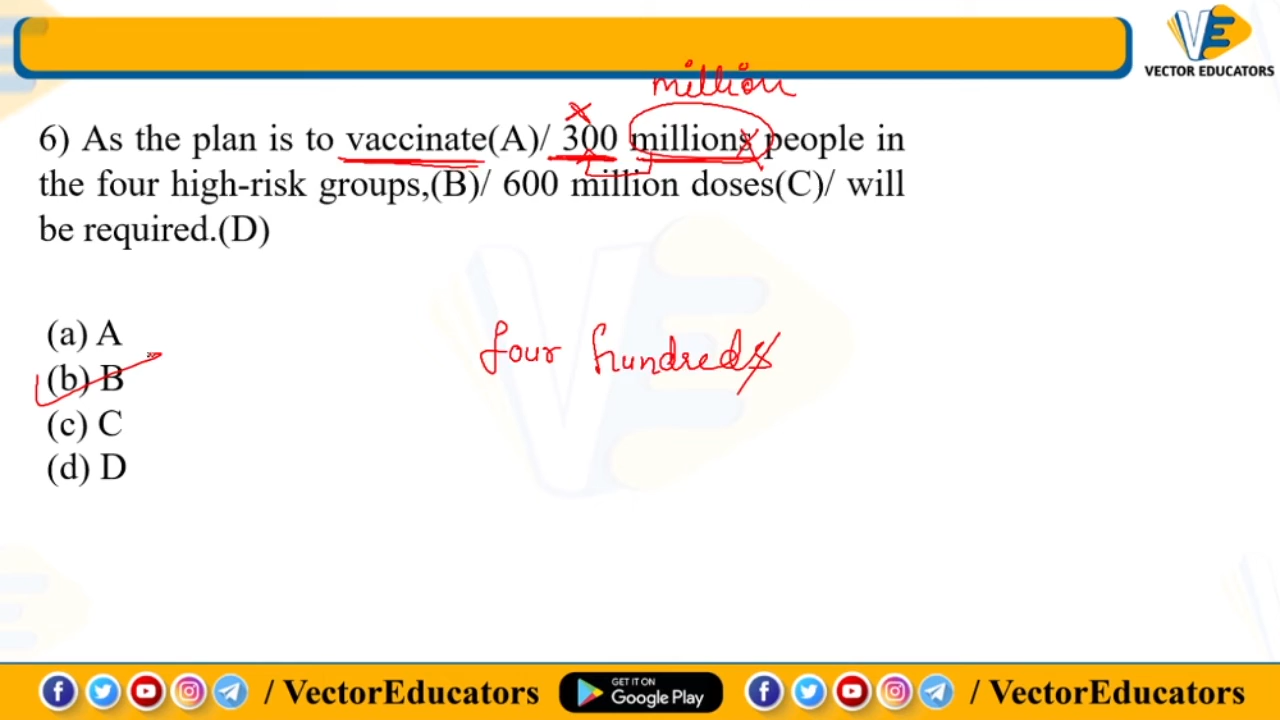 VE
VECTOR EDUCATORS
million
6) As the plan is to vaccinate(A)/ 300 millions people in
the four high-risk groups,(B)/ 600 million doses(C)/ will
be required.(D)
(a) A
four hundreds
(b) B
(c) C
(d) D
/ VectorEducators
GET IT ON
Google Play
/ VectorEducators